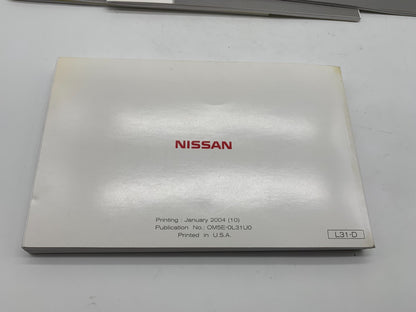 NISSAN
Printing : January 2004 (10)
Publication No.: OM5E-0L31U0
Printed in U.S.A.
L31-D